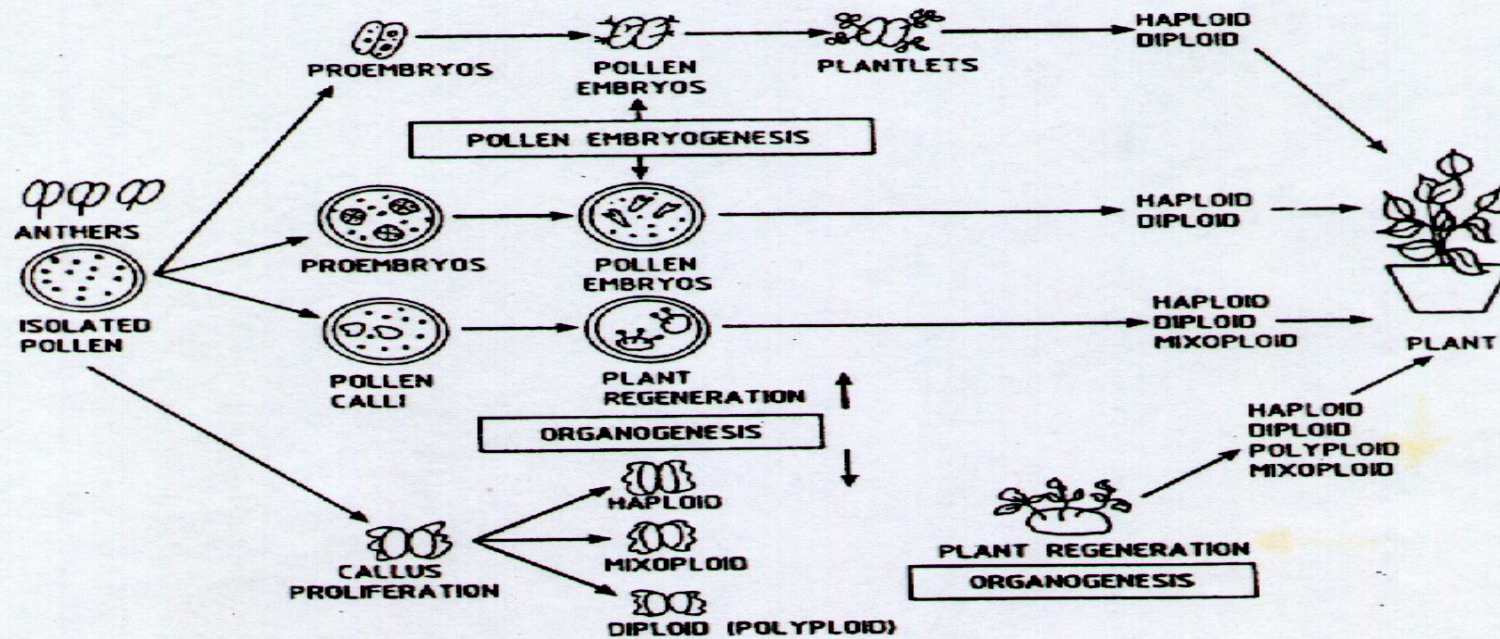 PROEMBRYOS
POLLEN
EMBRYOS
PLANTLETS
HAPLOID
DIPLOID
POLLEN EMBRYOGENESIS
ANTHERS
ISOLATED
POLLEN
PROEMBRYOS
POLLEN
EMBRYOS
HAPLOID
DIPLOID
POLLEN
CALLI
PLANT
REGENERATION
HAPLOID
DIPLOID
MIXOPLOID
PLANT
ORGANOGENESIS
CALLUS
PROLIFERATION
HAPLOID
MIXOPLOID
DIPLOID (POLYPLOID)
PLANT REGENERATION
ORGANOGENESIS
HAPLOID
DIPLOID
POLYPLOID
MIXOPLOID